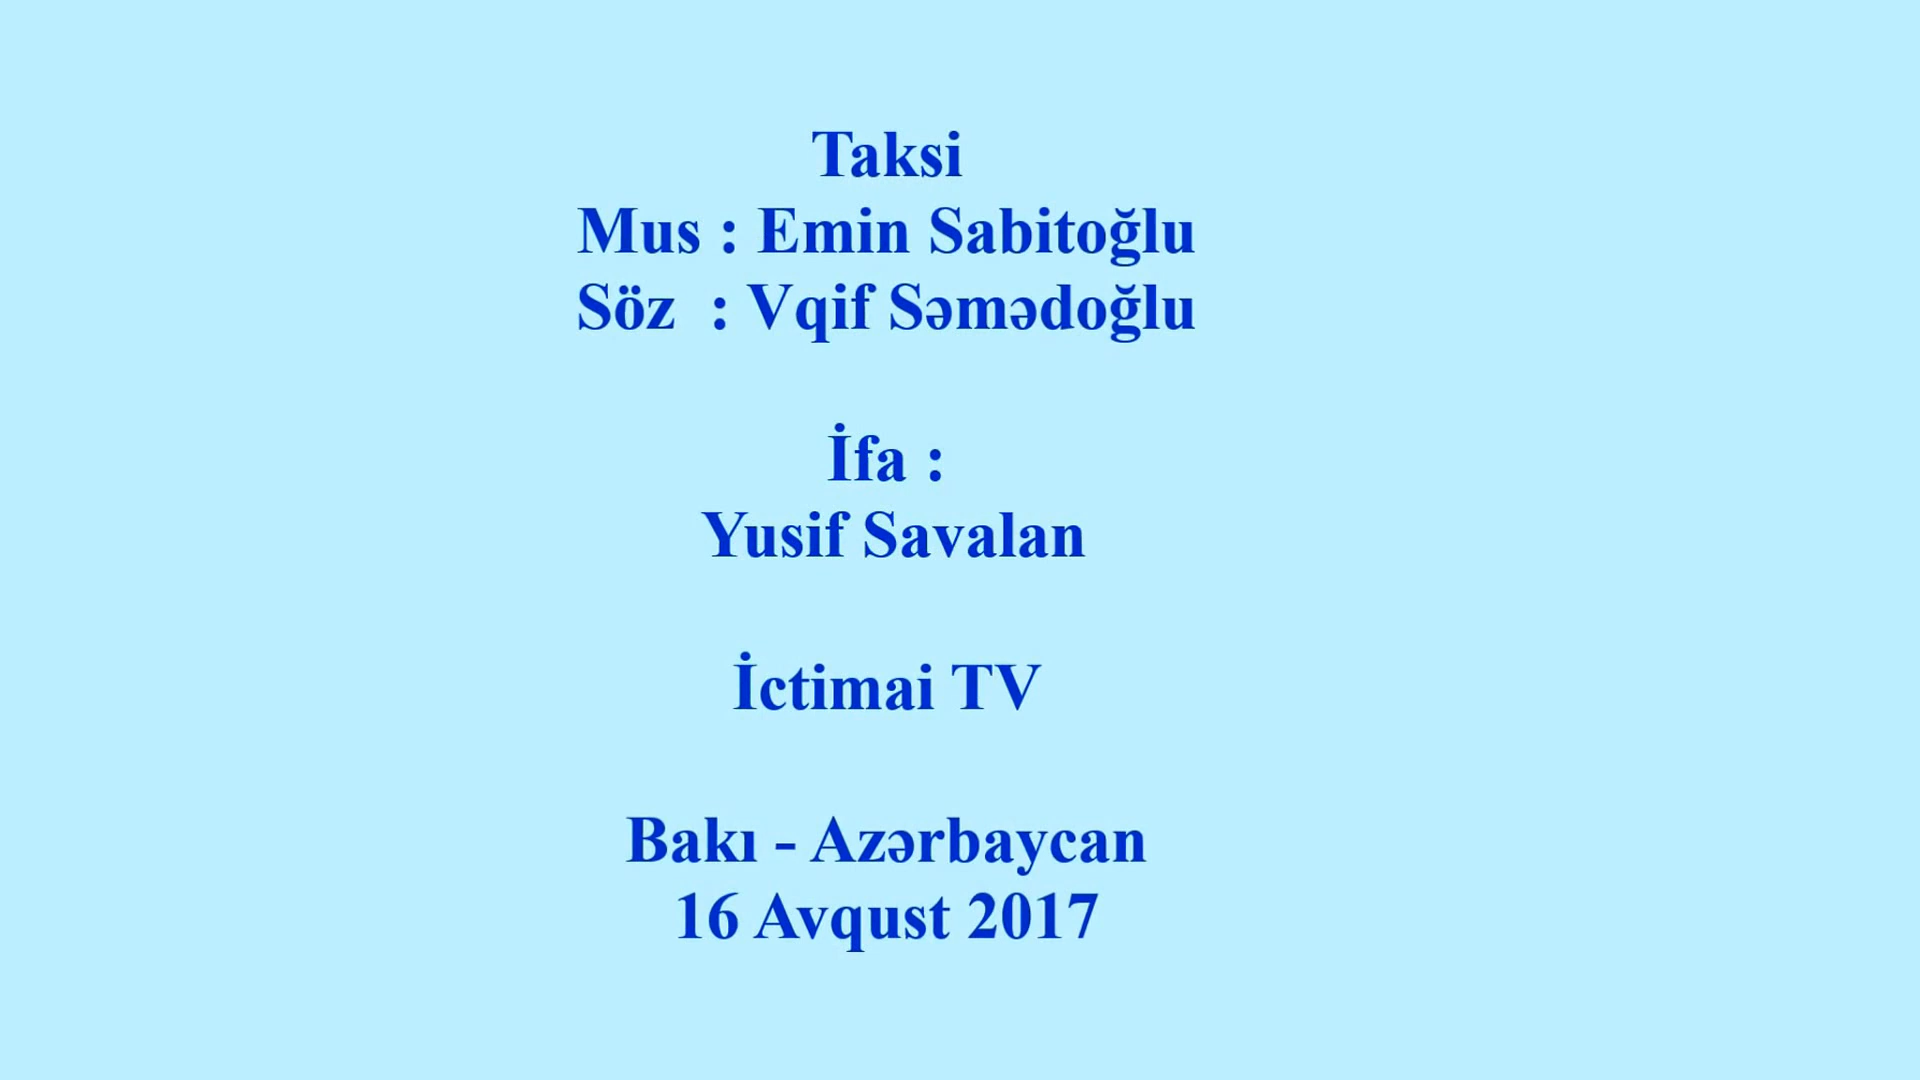 Taksi
Mus : Emin Sabitoğlu
Söz  : Vqif Səmədoğlu
İfa :
Yusif Savalan
İctimai TV
Bakı - Azərbaycan
16 Avqust 2017